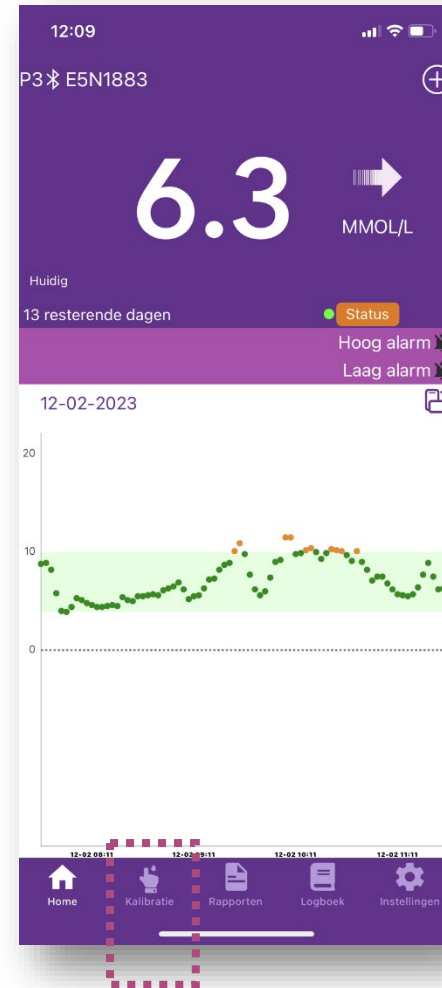 12:09
P3 E5N1883
6.3
MMOL/L
Huidig
13 resterende dagen
Status
Hoog alarm
Laag alarm
12-02-2023
20
10
0
12-02 08:11 12-02 09:11 12-02 10:11 12-02 11:11
Home Kalibratie Rapporten Logboek Instellingen